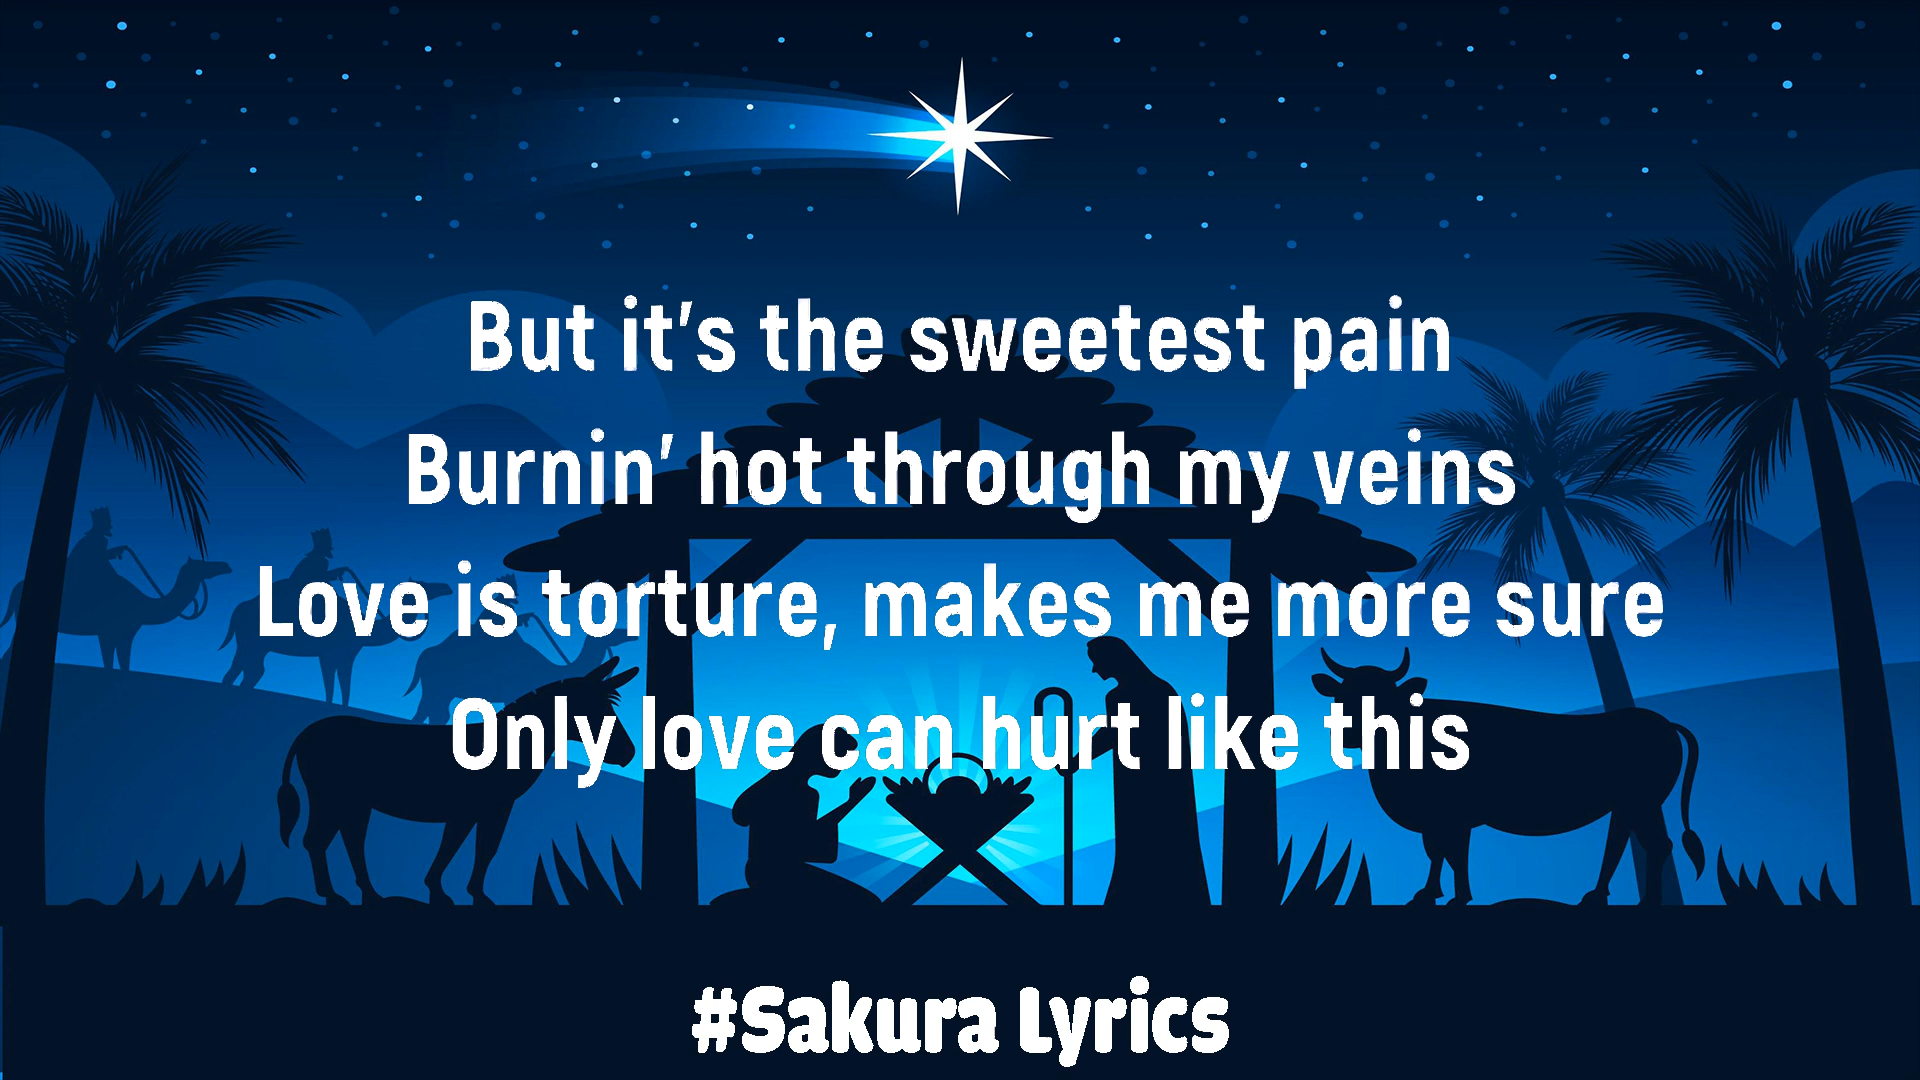 But it’s the sweetest pain
Burnin’ hot through my veins
Love is torture, makes me more sure
Only love can hurt like this
#Sakura Lyrics